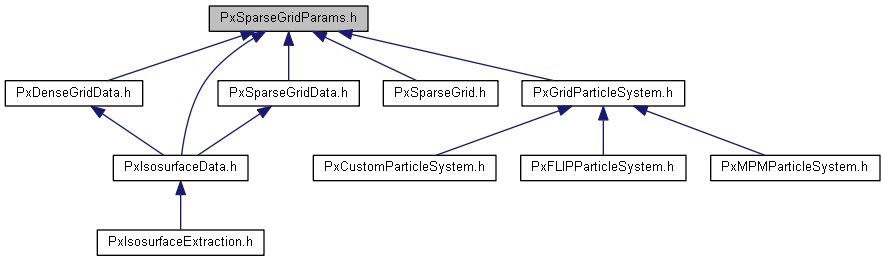 PxSparseGridParams.h
PxDenseGridData.h
PxSparseGridData.h
PxSparseGrid.h
PxGridParticleSystem.h
PxIsosurfaceData.h
PxCustomParticleSystem.h
PxFLIPParticleSystem.h
PxMPMParticleSystem.h
PxIsosurfaceExtraction.h